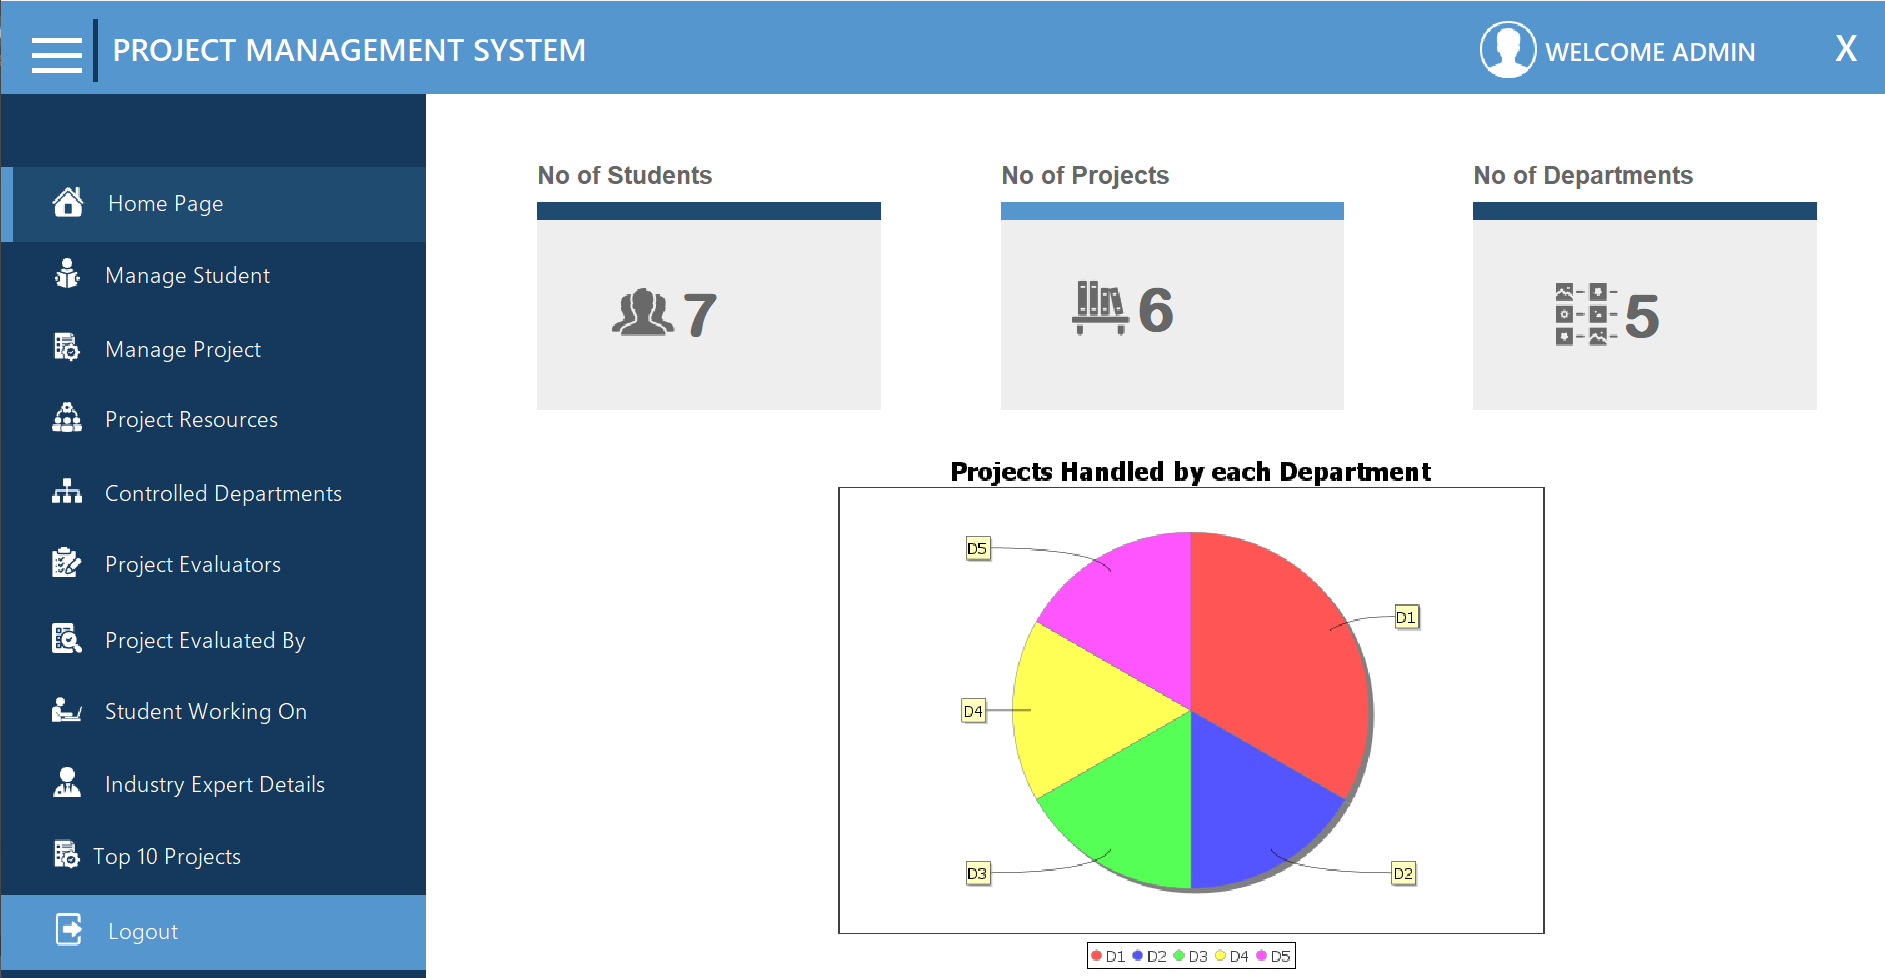 PROJECT MANAGEMENT SYSTEM
WELCOME ADMIN
X
Home Page
Manage Student
Manage Project
Project Resources
Controlled Departments
Project Evaluators
Project Evaluated By
Student Working On
Industry Expert Details
Top 10 Projects
Logout
No of Students
7
No of Projects
6
No of Departments
5
Projects Handled by each Department
D5
D1
D4
D3
D2
D1 D2 D3 D4 D5